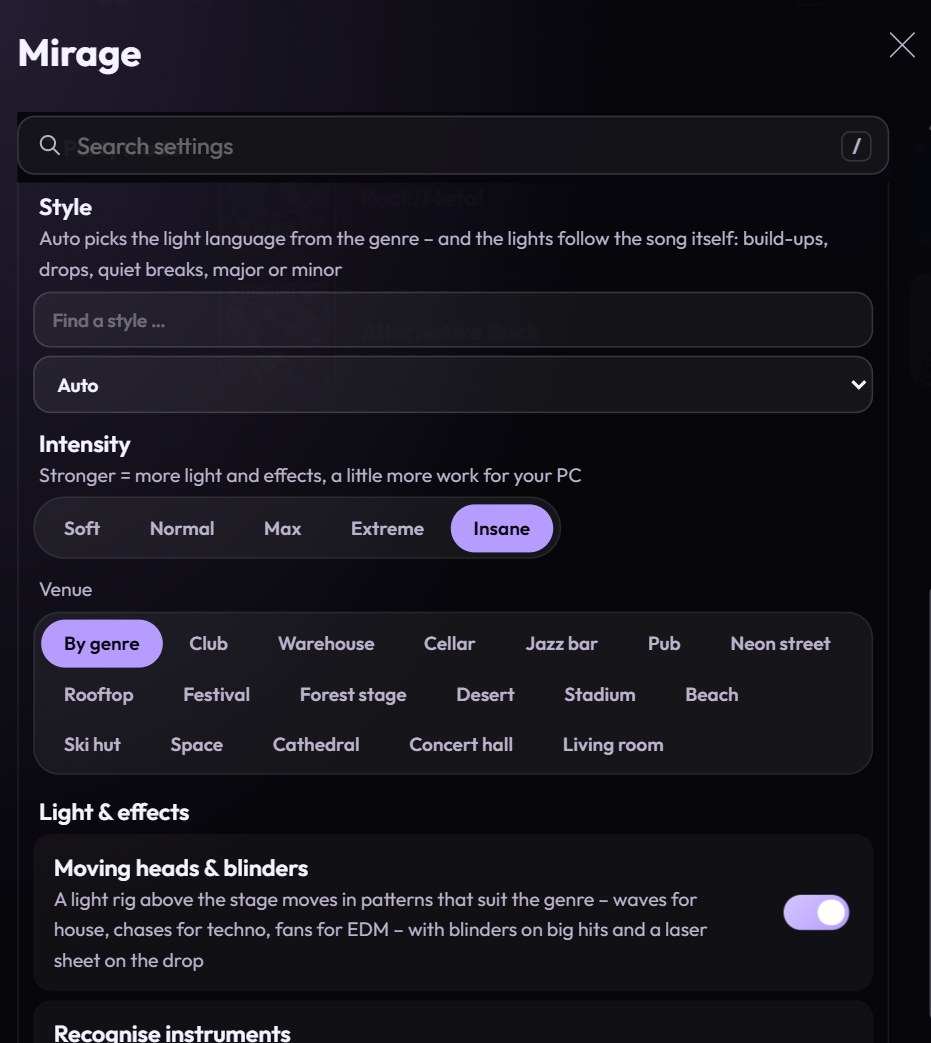 Mirage
Search settings
/
Rock/Metal
Style
Auto picks the light language from the genre – and the lights follow the song itself: build-ups,
drops, quiet breaks, major or minor
Find a style ...
Alternative Rock
Auto
Intensity
Stronger = more light and effects, a little more work for your PC
Soft Normal Max Extreme Insane
Venue
By genre Club Warehouse Cellar Jazz bar Pub Neon street
Rooftop Festival Forest stage Desert Stadium Beach
Ski hut Space Cathedral Concert hall Living room
Light & effects
Moving heads & blinders
A light rig above the stage moves in patterns that suit the genre – waves for
house, chases for techno, fans for EDM – with blinders on big hits and a laser
sheet on the drop
Recognise instruments